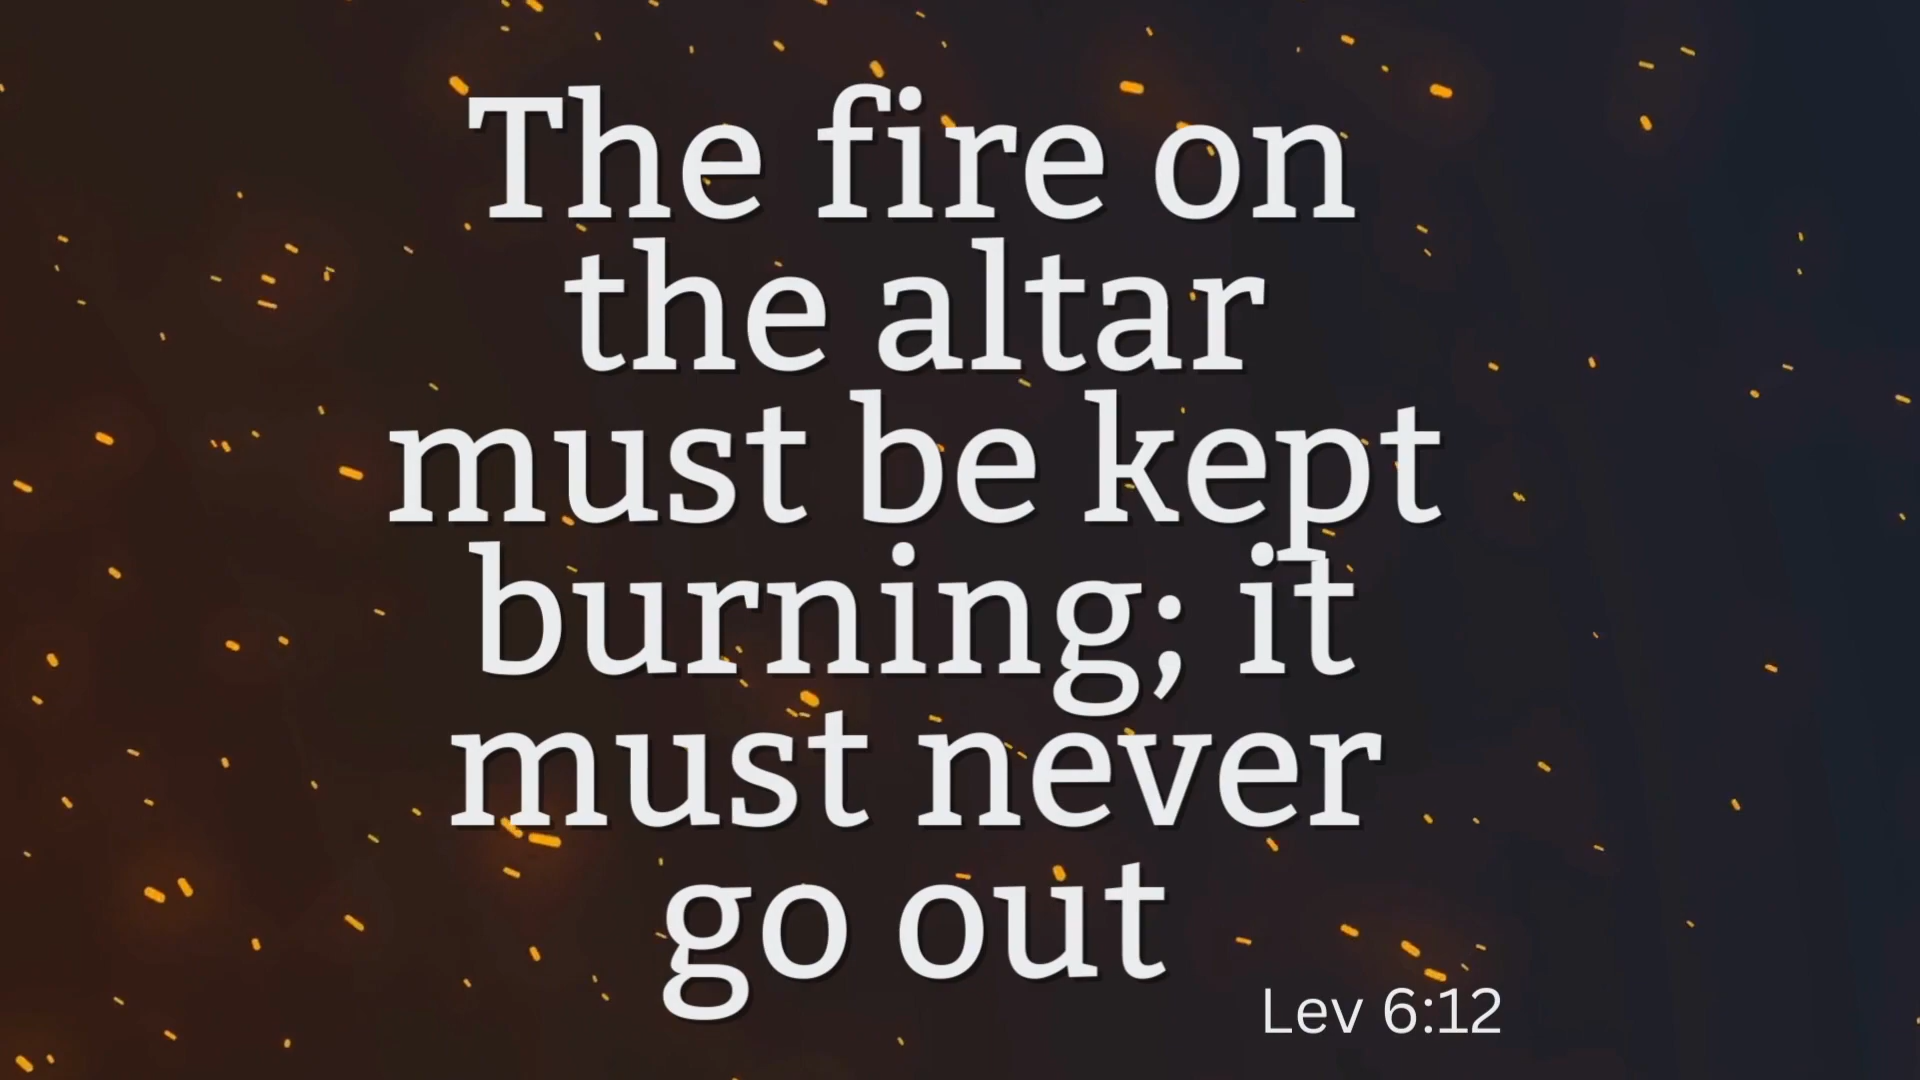 The fire on
the altar
must be kept
burning; it
must never
go out
Lev 6:12